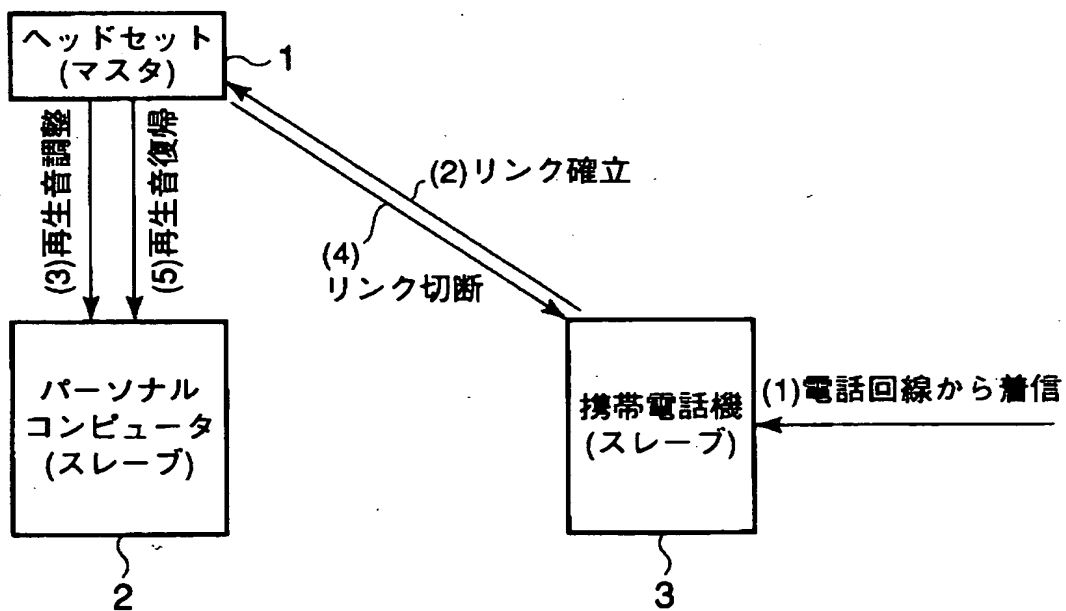 ヘッドセット
(マスタ)
1
(3)再生音調整
(5)再生音復帰
(2)リンク確立
(4)
リンク切断
パーソナル
コンピュータ
(スレーブ)
2
携帯電話機
(スレーブ)
3
(1)電話回線から着信